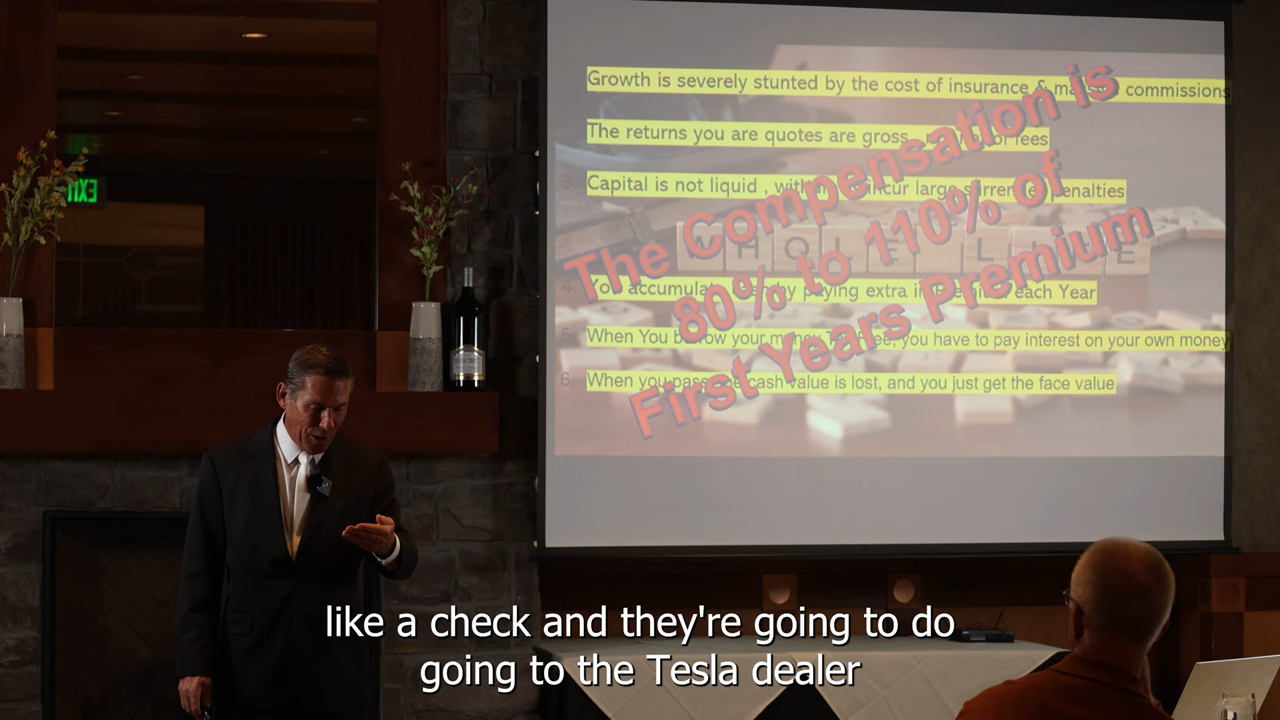 EXIT
Growth is severely stunted by the cost of insurance & commissions
The returns you are quotes are gross fees
Capital is not liquid , incur large penalties
4. You paying extra each Year
When You your money you have to pay interest on your own money
6. When you cash value is lost, and you just get the face value
The Compensation is
80% to 110% of
First Years Premium
like a check and they're going to do
going to the Tesla dealer